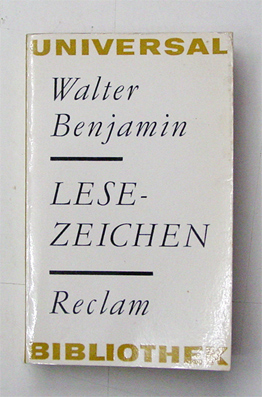 UNIVERSAL
Walter
Benjamin
LESE-
ZEICHEN
Reclam
BIBLIOTHEK